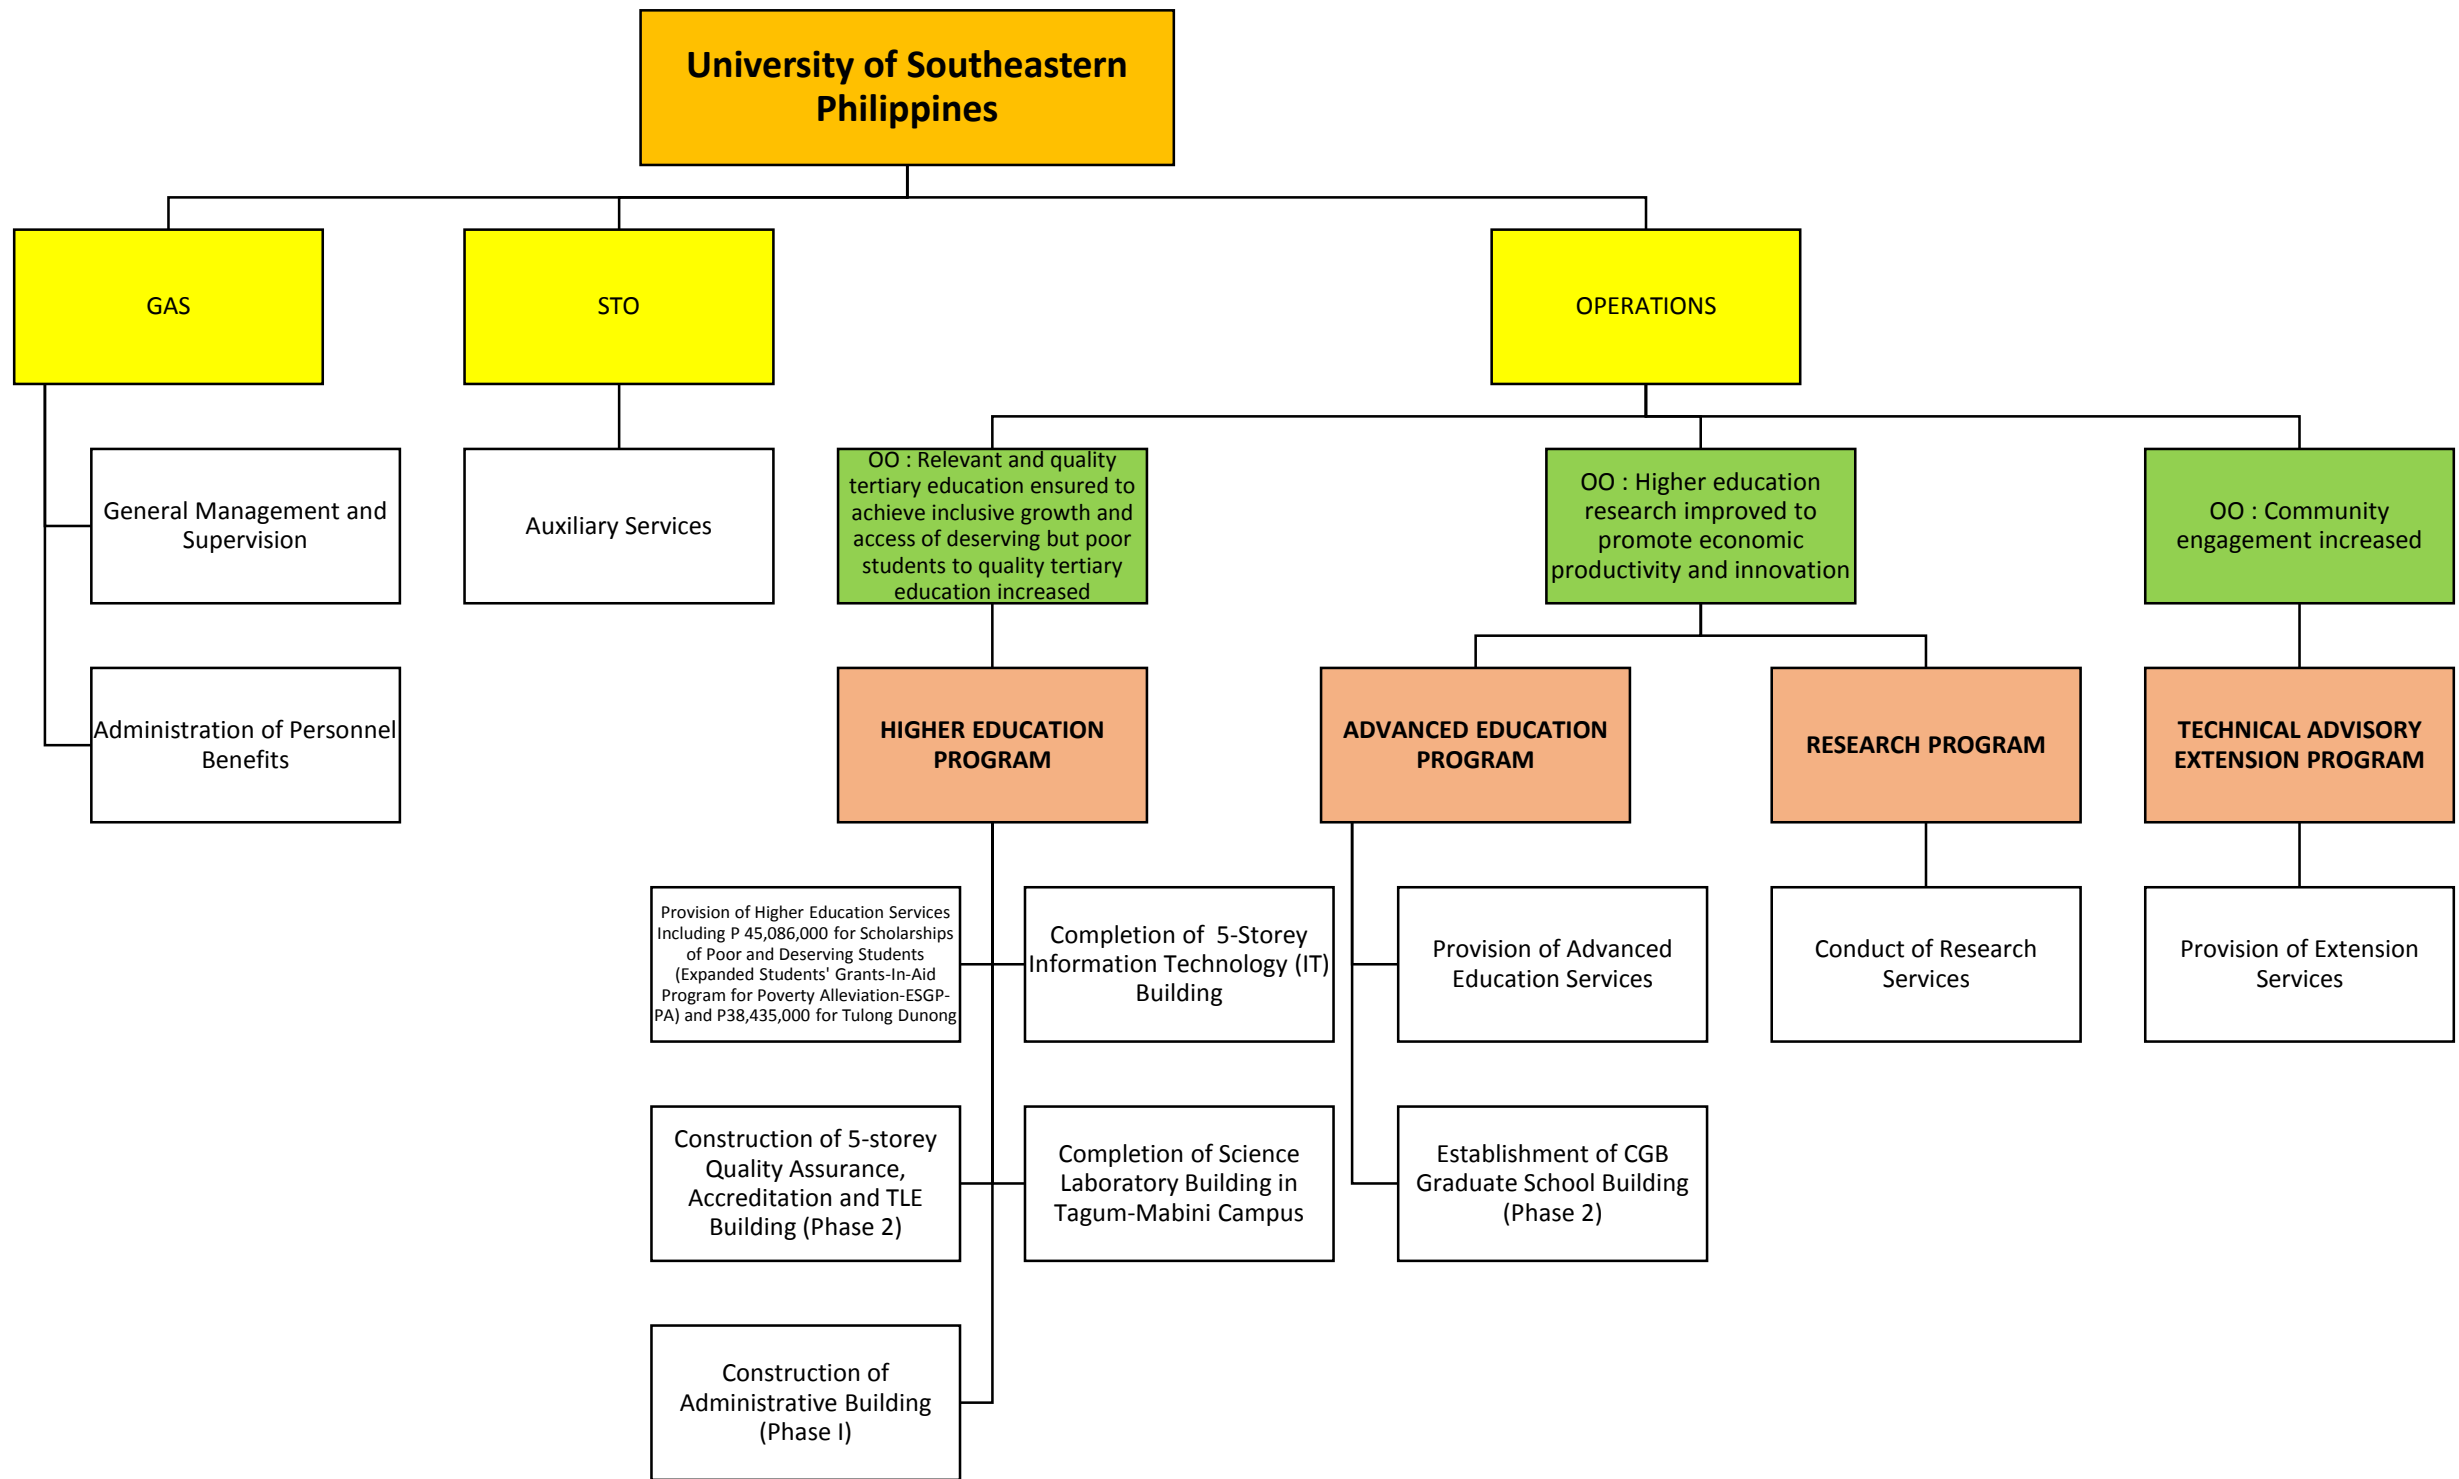 University of Southeastern
Philippines
GAS
STO
OPERATIONS
General Management and
Supervision
Auxiliary Services
OO : Relevant and quality
tertiary education ensured to
achieve inclusive growth and
access of deserving but poor
students to quality tertiary
education increased
OO : Higher education
research improved to
promote economic
productivity and innovation
OO : Community
engagement increased
Administration of Personnel
Benefits
HIGHER EDUCATION
PROGRAM
ADVANCED EDUCATION
PROGRAM
RESEARCH PROGRAM
TECHNICAL ADVISORY
EXTENSION PROGRAM
Provision of Higher Education Services
Including P 45,086,000 for Scholarships
of Poor and Deserving Students
(Expanded Students' Grants-In-Aid
Program for Poverty Alleviation-ESGP-
PA) and P38,435,000 for Tulong Dunong
Completion of  5-Storey
Information Technology (IT)
Building
Provision of Advanced
Education Services
Conduct of Research
Services
Provision of Extension
Services
Construction of 5-storey
Quality Assurance,
Accreditation and TLE
Building (Phase 2)
Completion of Science
Laboratory Building in
Tagum-Mabini Campus
Establishment of CGB
Graduate School Building
(Phase 2)
Construction of
Administrative Building
(Phase I)